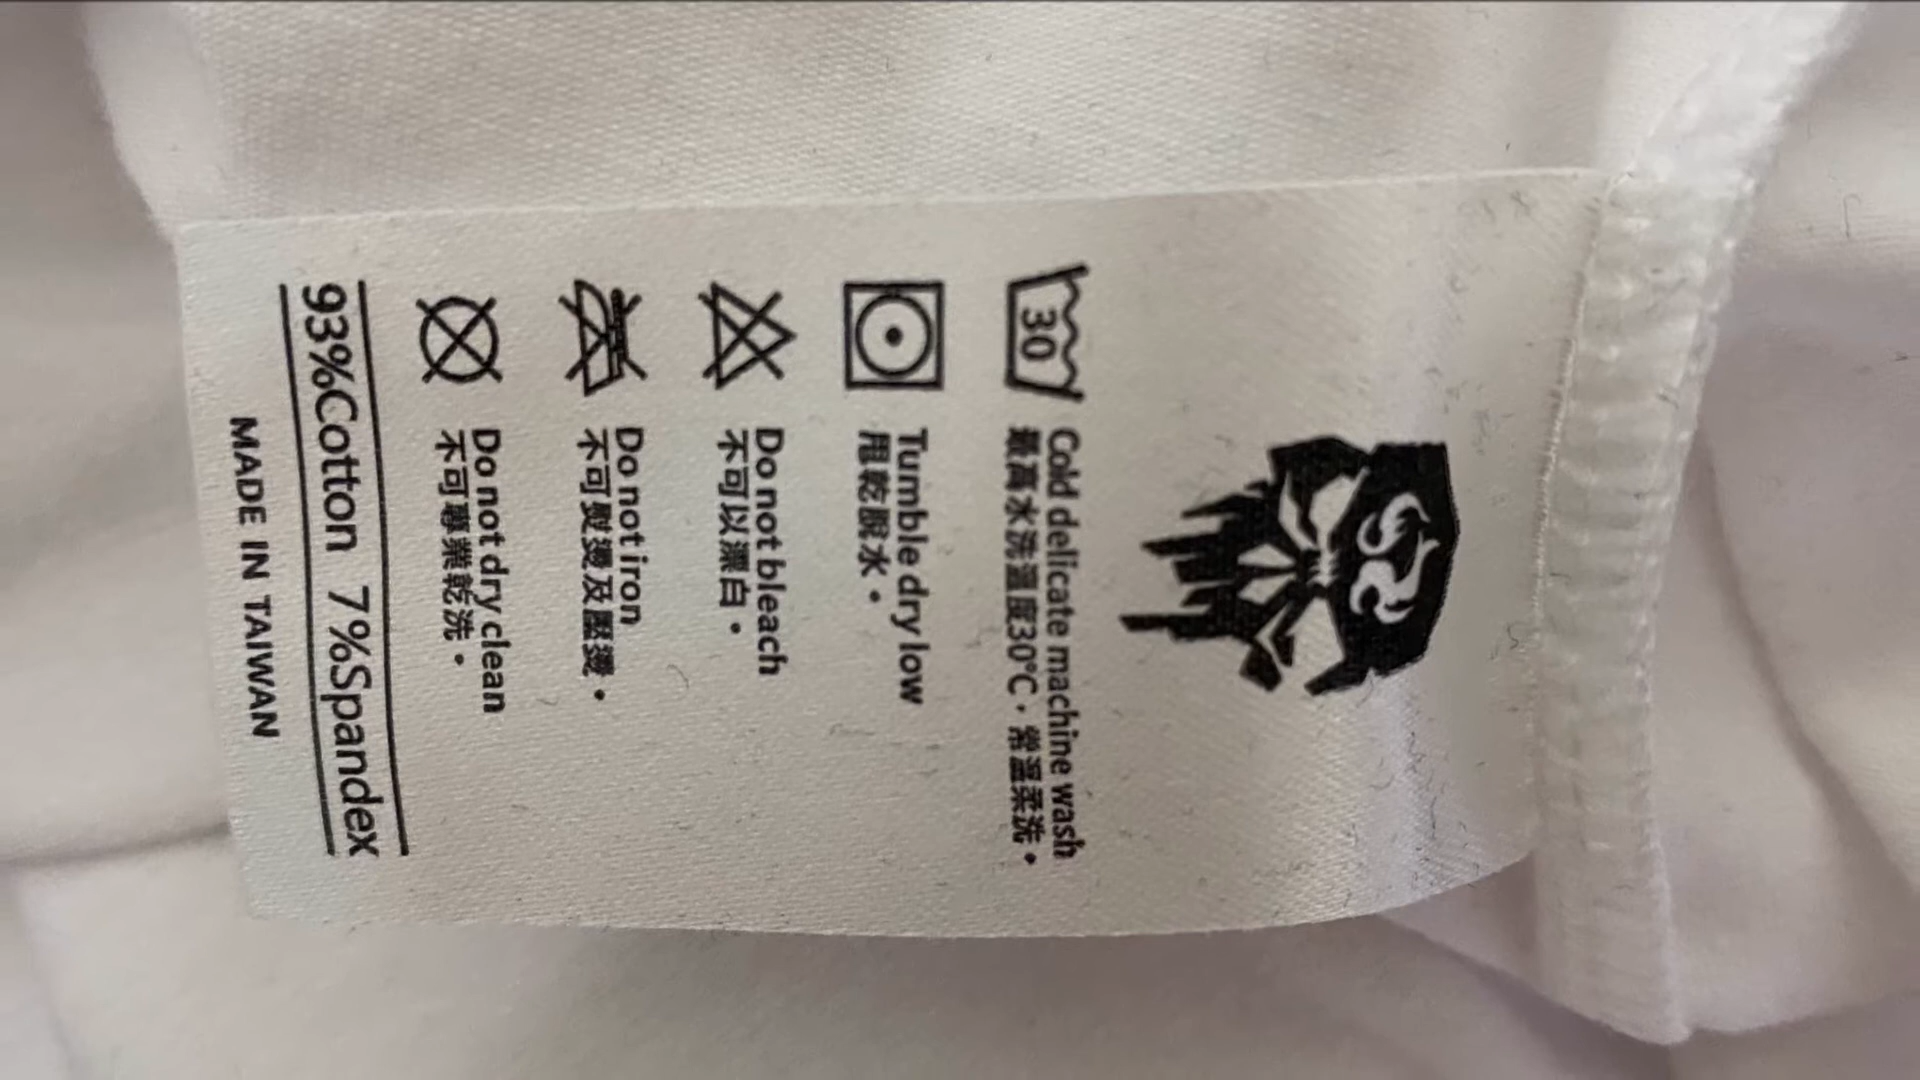 30
Cold delicate machine wash
最高水洗溫度30°C，常溫柔洗。
Tumble dry low
甩乾脫水。
Do not bleach
不可以漂白。
Do not iron
不可熨燙及壓燙。
Do not dry clean
不可專業乾洗。
93%Cotton 7%Spandex
MADE IN TAIWAN